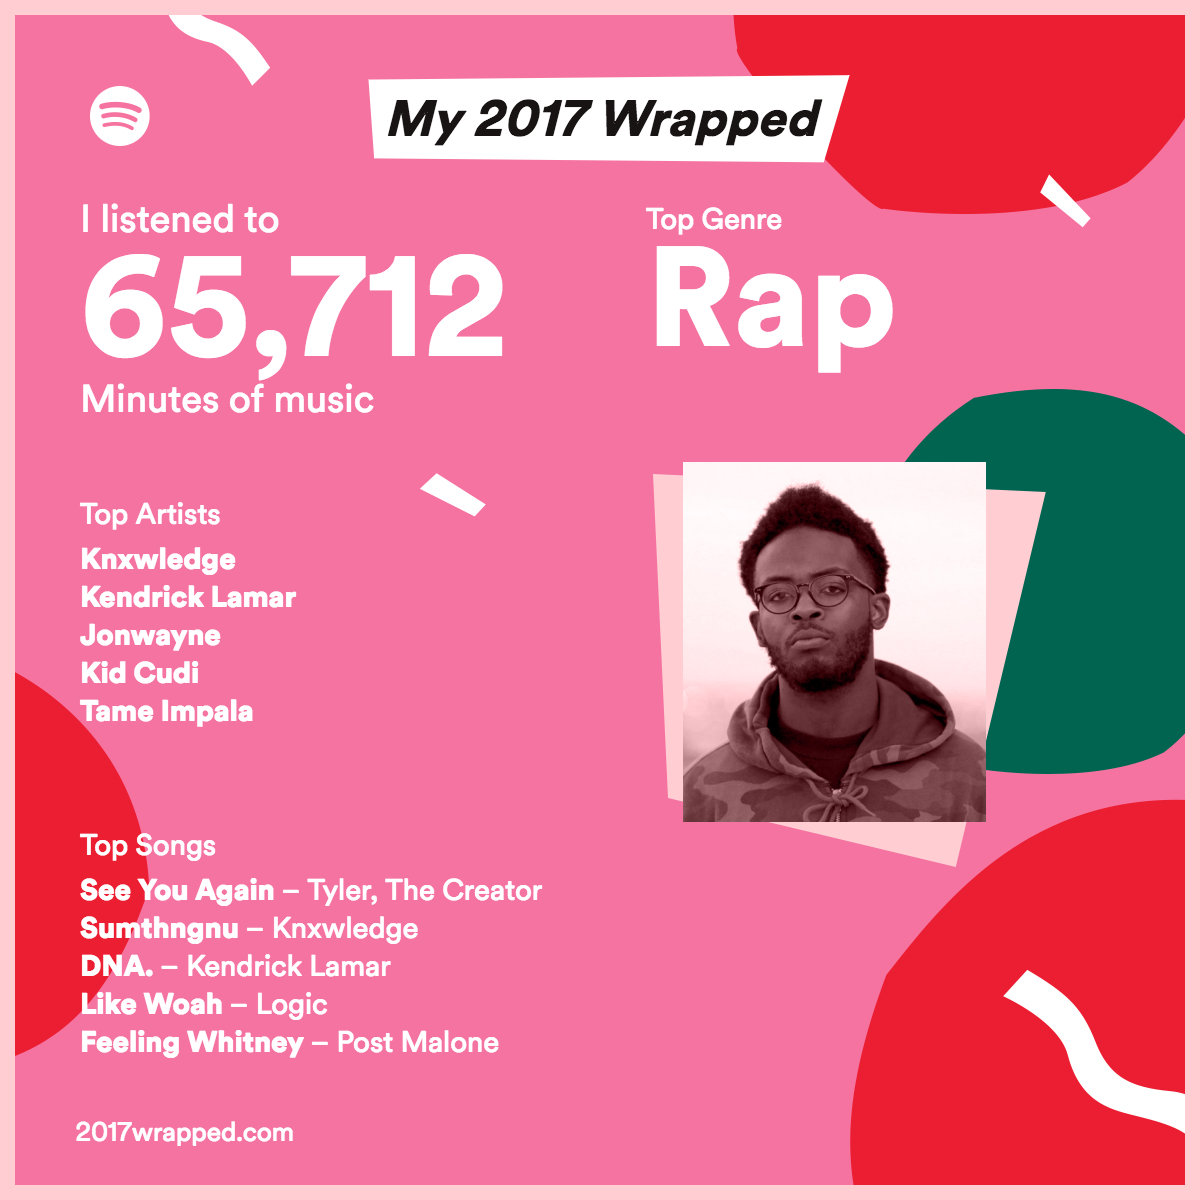 My 2017 Wrapped
I listened to
65,712
Minutes of music
Top Genre
Rap
Top Artists
Knxwledge
Kendrick Lamar
Jonwayne
Kid Cudi
Tame Impala
Top Songs
See You Again – Tyler, The Creator
Sumthngnu – Knxwledge
DNA. – Kendrick Lamar
Like Woah – Logic
Feeling Whitney – Post Malone
2017wrapped.com